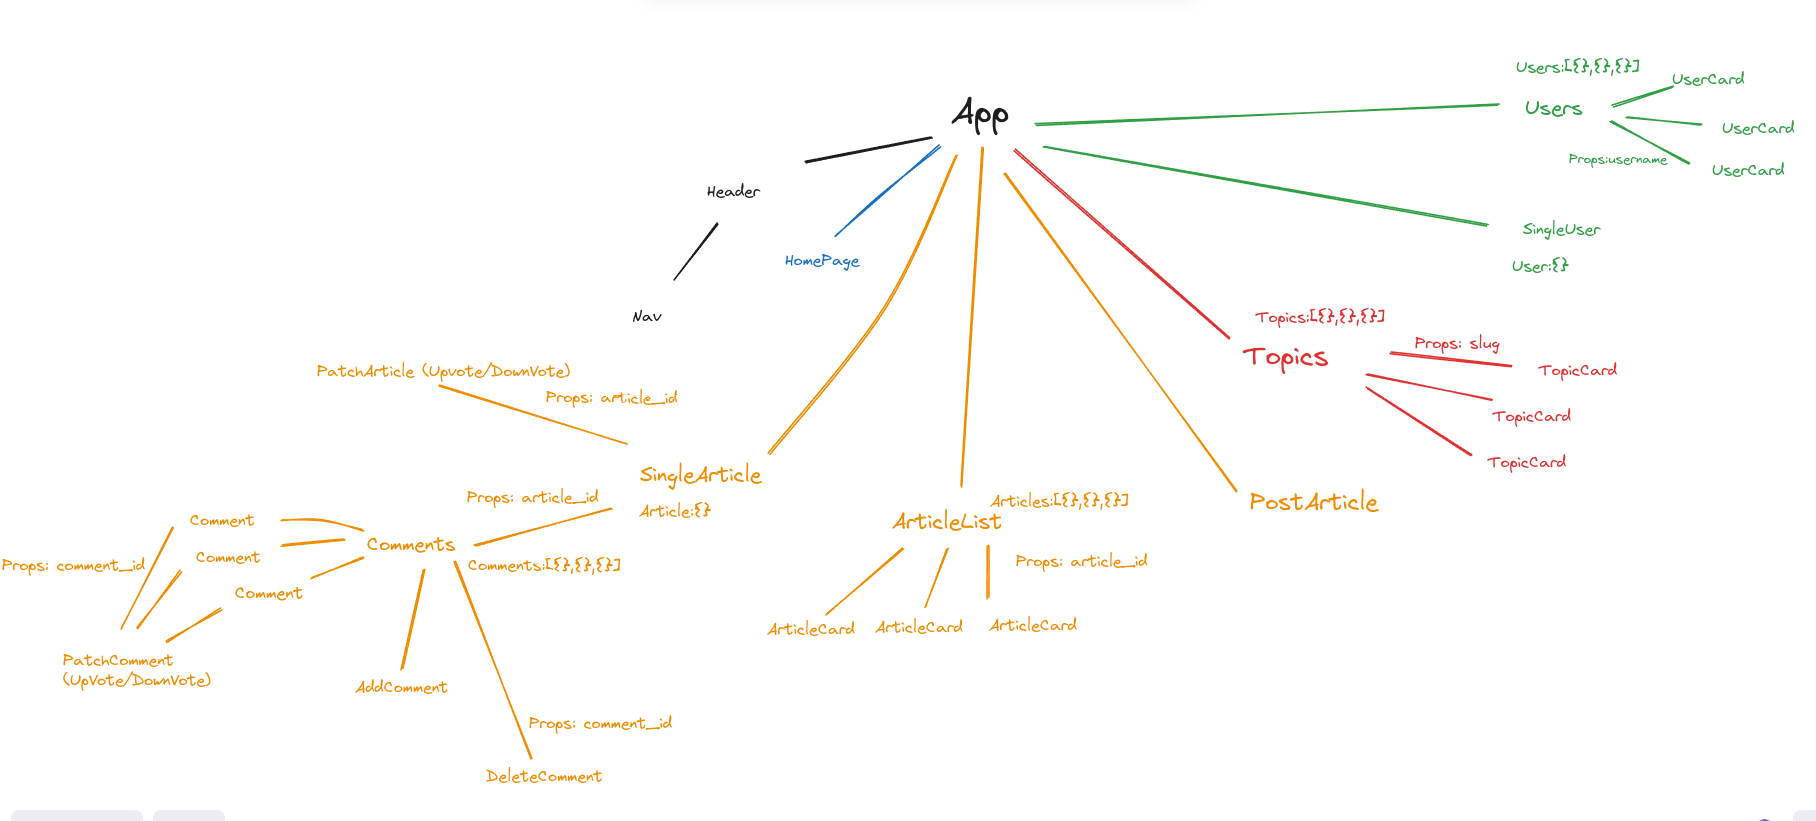 Users:[{},{},{}]
UserCard
App
Users
UserCard
Props:username
UserCard
Header
SingleUser
HomePage
User:{}
Nav
Topics:[{},{},{}]
Props: slug
Topics
PatchArticle (Upvote/DownVote)
TopicCard
Props: article_id
TopicCard
TopicCard
SingleArticle
Props: article_id
Articles:[{},{},{}]
PostArticle
Article:{}
Comment
ArticleList
Comments
Comment
Props: comment_id
Comments:[{},{},{}]
Props: article_id
Comment
ArticleCard
ArticleCard
ArticleCard
PatchComment
(UpVote/DownVote)
AddComment
Props: comment_id
DeleteComment